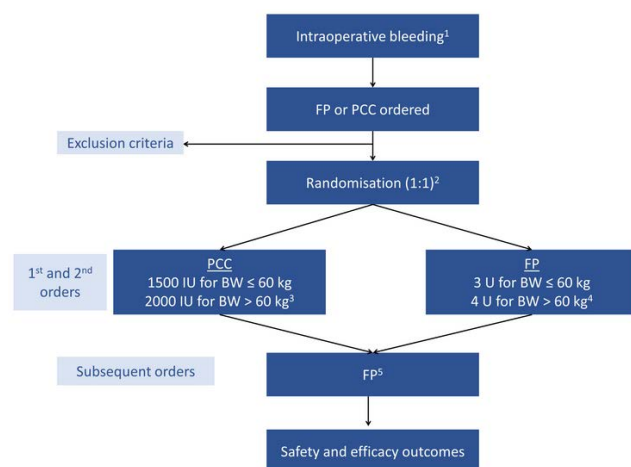 Intraoperative bleeding¹
FP or PCC ordered
Exclusion criteria
Randomisation (1:1)²
1st and 2nd
orders
PCC
1500 IU for BW ≤ 60 kg
2000 IU for BW > 60 kg³
FP
3 U for BW ≤ 60 kg
4 U for BW > 60 kg⁴
Subsequent orders
FP⁵
Safety and efficacy outcomes